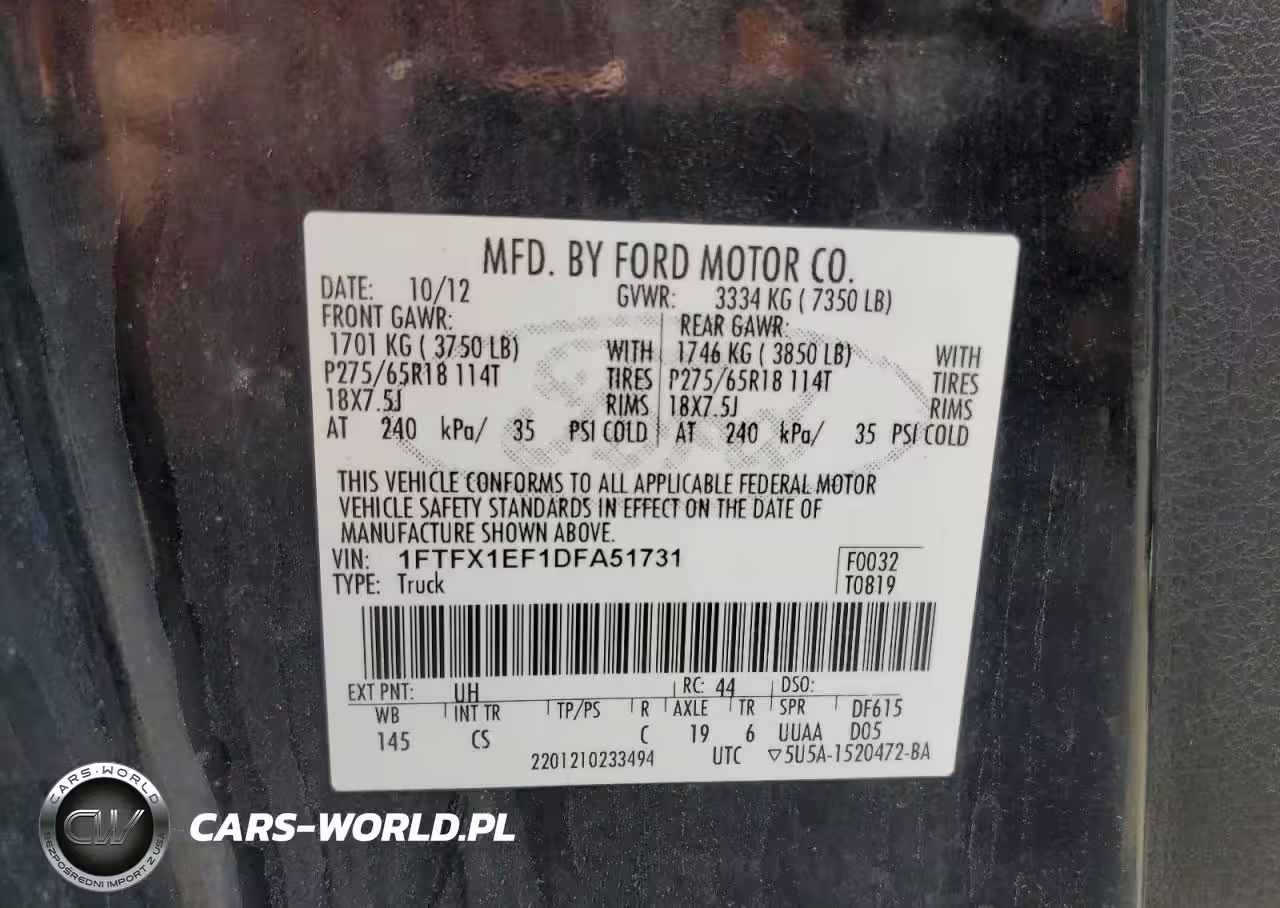 MFD. BY FORD MOTOR CO.
DATE: 10/12 GVWR: 3334 KG ( 7350 LB)
FRONT GAWR: REAR GAWR:
1701 KG ( 3750 LB) WITH 1746 KG ( 3850 LB) WITH
P275/65R18 114T TIRES P275/65R18 114T TIRES
18X7.5J RIMS 18X7.5J RIMS
AT 240 kPa/ 35 PSI COLD AT 240 kPa/ 35 PSI COLD
Ford
THIS VEHICLE CONFORMS TO ALL APPLICABLE FEDERAL MOTOR
VEHICLE SAFETY STANDARDS IN EFFECT ON THE DATE OF
MANUFACTURE SHOWN ABOVE.
VIN: 1FTFX1EF1DFA51731 F0032
TYPE: Truck T0819
EXT PNT: UH RC: 44 DSO:
WB INT TR TP/PS R AXLE TR SPR DF615
145 CS C 19 6 UUAA D05
2201210233494 UTC ▽5U5A-1520472-BA
CARS-WORLD
CW
BEZPOŚREDNI IMPORT Z USA
CARS-WORLD.PL